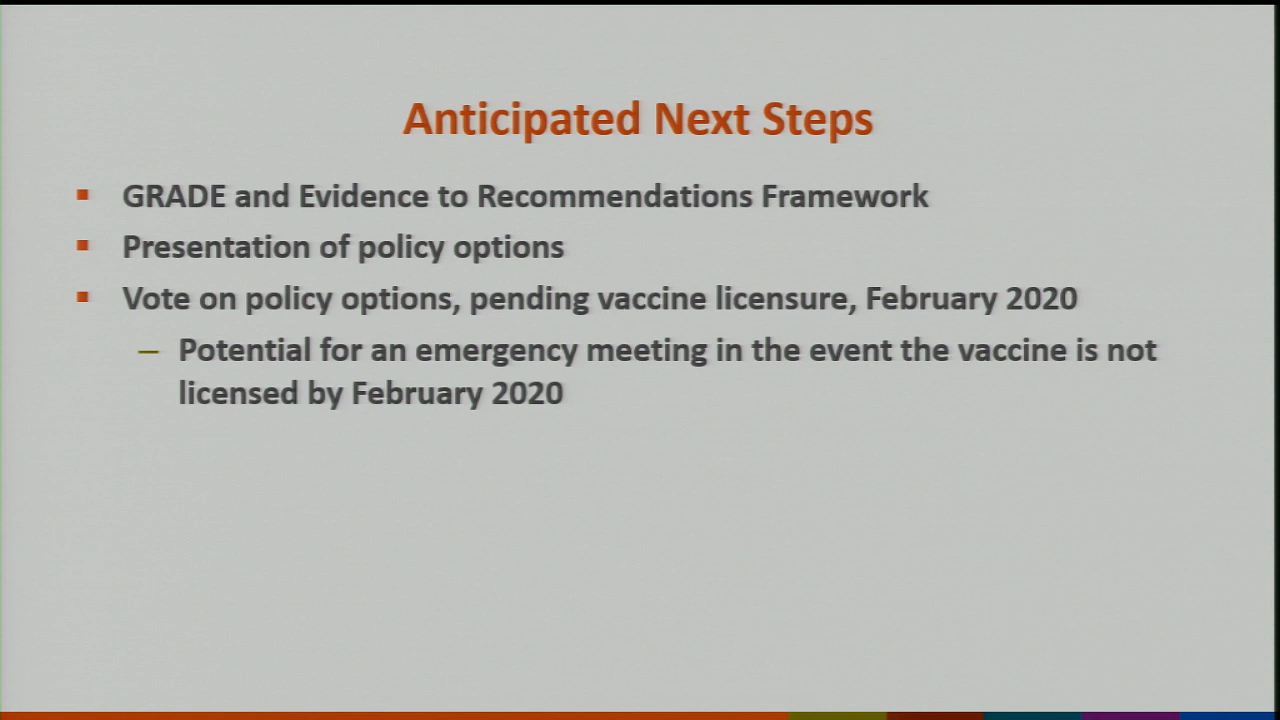 Anticipated Next Steps
GRADE and Evidence to Recommendations Framework
Presentation of policy options
Vote on policy options, pending vaccine licensure, February 2020
– Potential for an emergency meeting in the event the vaccine is not
licensed by February 2020